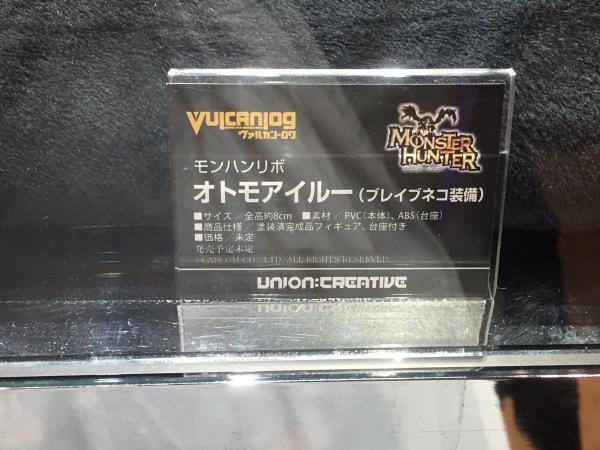 VULCANLOG
ヴァルカン・ログ
MONSTER HUNTER
モンハンリボ
オトモアイルー(ブレイブネコ装備)
■サイズ/全高約8cm ■素材/PVC(本体)、ABS(台座)
■商品仕様/塗装済完成品フィギュア、台座付き
■価格/未定
発売予定未定
©CAPCOM CO., LTD. ALL RIGHTS RESERVED.
UNION:CREATIVE